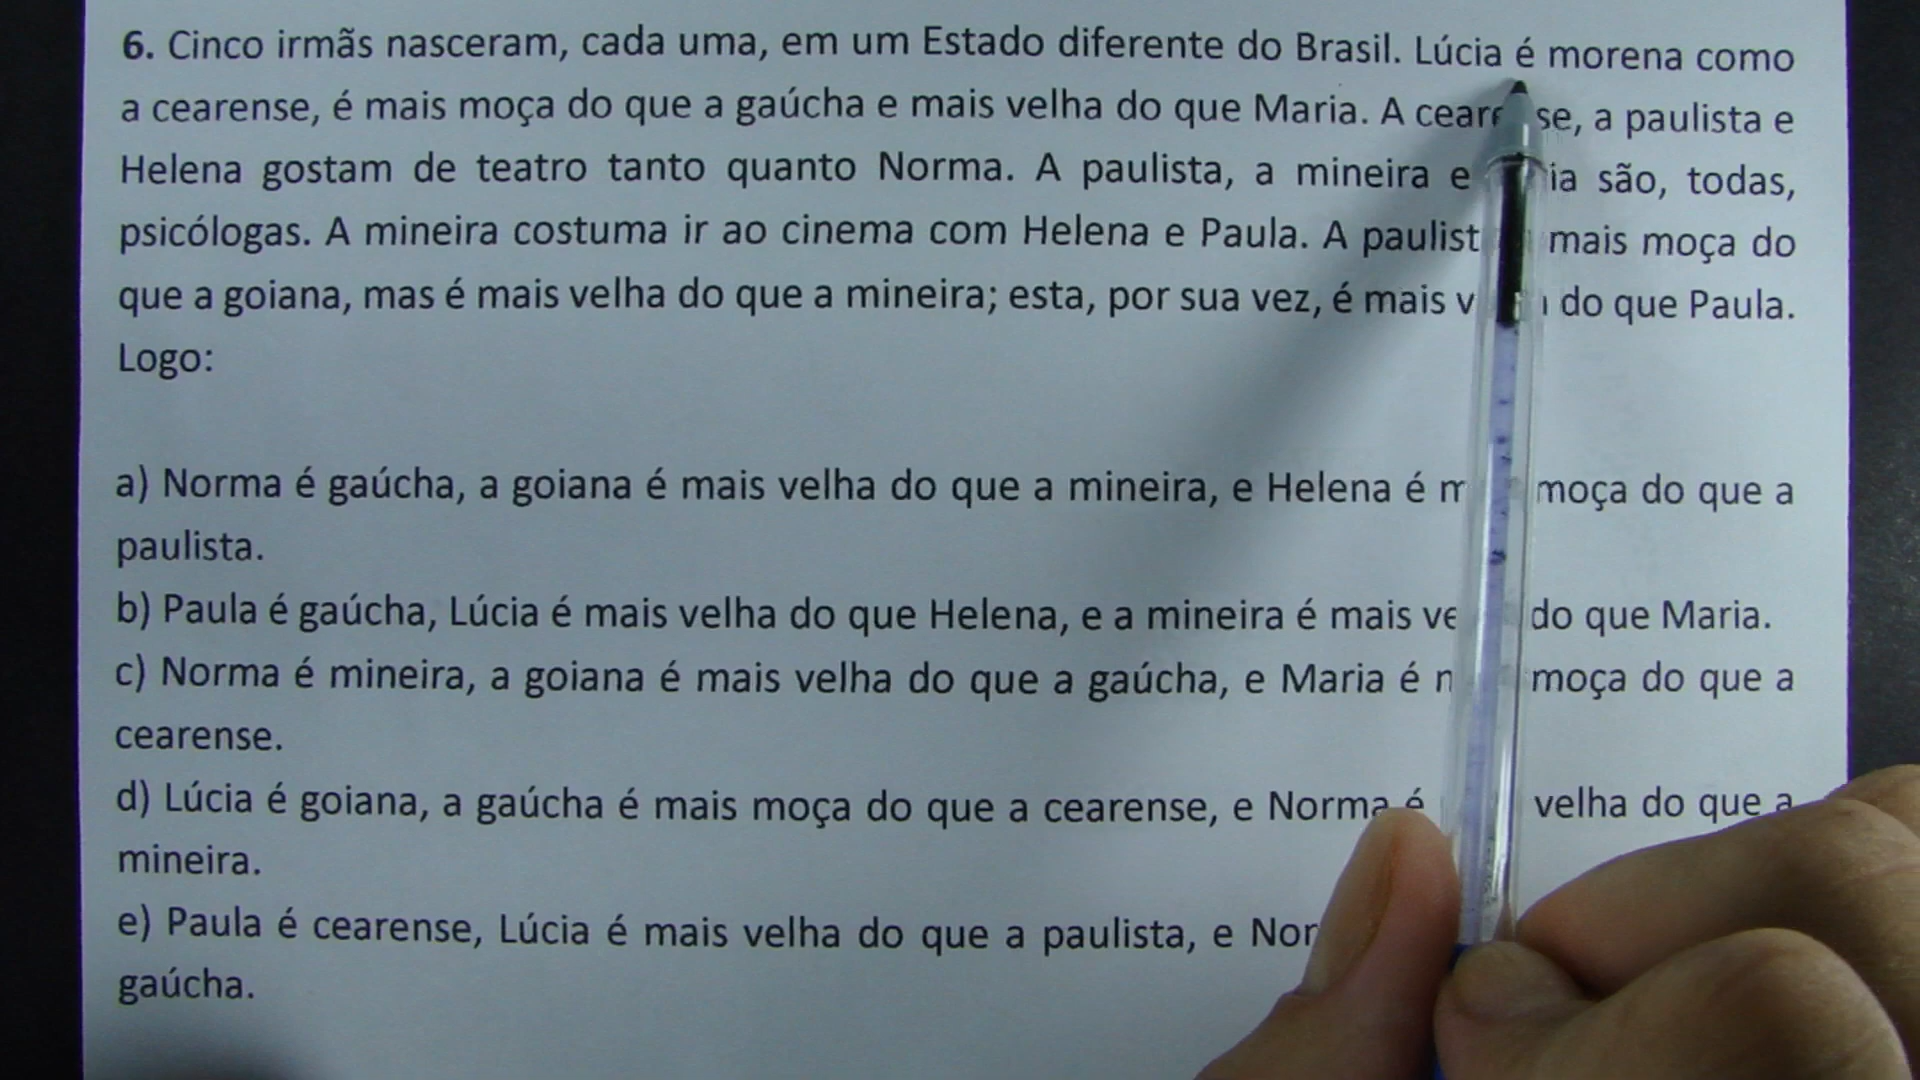 6. Cinco irmãs nasceram, cada uma, em um Estado diferente do Brasil. Lúcia é morena como
a cearense, é mais moça do que a gaúcha e mais velha do que Maria. A cearense, a paulista e
Helena gostam de teatro tanto quanto Norma. A paulista, a mineira e são, todas,
psicólogas. A mineira costuma ir ao cinema com Helena e Paula. A paulista mais moça do
que a goiana, mas é mais velha do que a mineira; esta, por sua vez, é mais do que Paula.
Logo:
a) Norma é gaúcha, a goiana é mais velha do que a mineira, e Helena é moça do que a
paulista.
b) Paula é gaúcha, Lúcia é mais velha do que Helena, e a mineira é mais do que Maria.
c) Norma é mineira, a goiana é mais velha do que a gaúcha, e Maria é moça do que a
cearense.
d) Lúcia é goiana, a gaúcha é mais moça do que a cearense, e Norma é velha do que a
mineira.
e) Paula é cearense, Lúcia é mais velha do que a paulista, e
gaúcha.